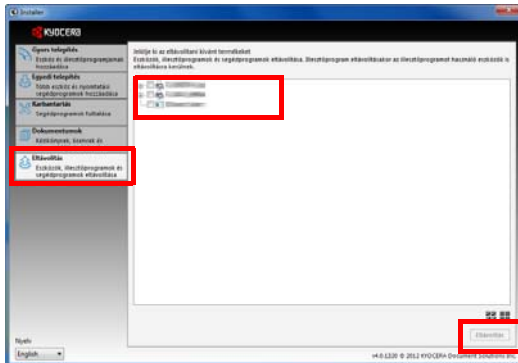 Installer
KYOCERA
Gyors telepítés
Eszköz és illesztőprogramjainak
hozzáadása
Egyedi telepítés
Több eszköz és nyomtatási
segédprogramok hozzáadása
Karbantartás
Segédprogramok futtatása
Dokumentumok
Kézikönyvek, licencek és
Eltávolítás
Eszközök, illesztőprogramok és
segédprogramok eltávolítása
Jelölje ki az eltávolítani kívánt termékeket
Eszközök, illesztőprogramok és segédprogramok eltávolítása. Illesztőprogram eltávolításakor az illesztőprogramot használó eszközök is
eltávolításra kerülnek.
Eltávolítás
Nyelv
English
v4.0.1220 © 2012 KYOCERA Document Solutions Inc.